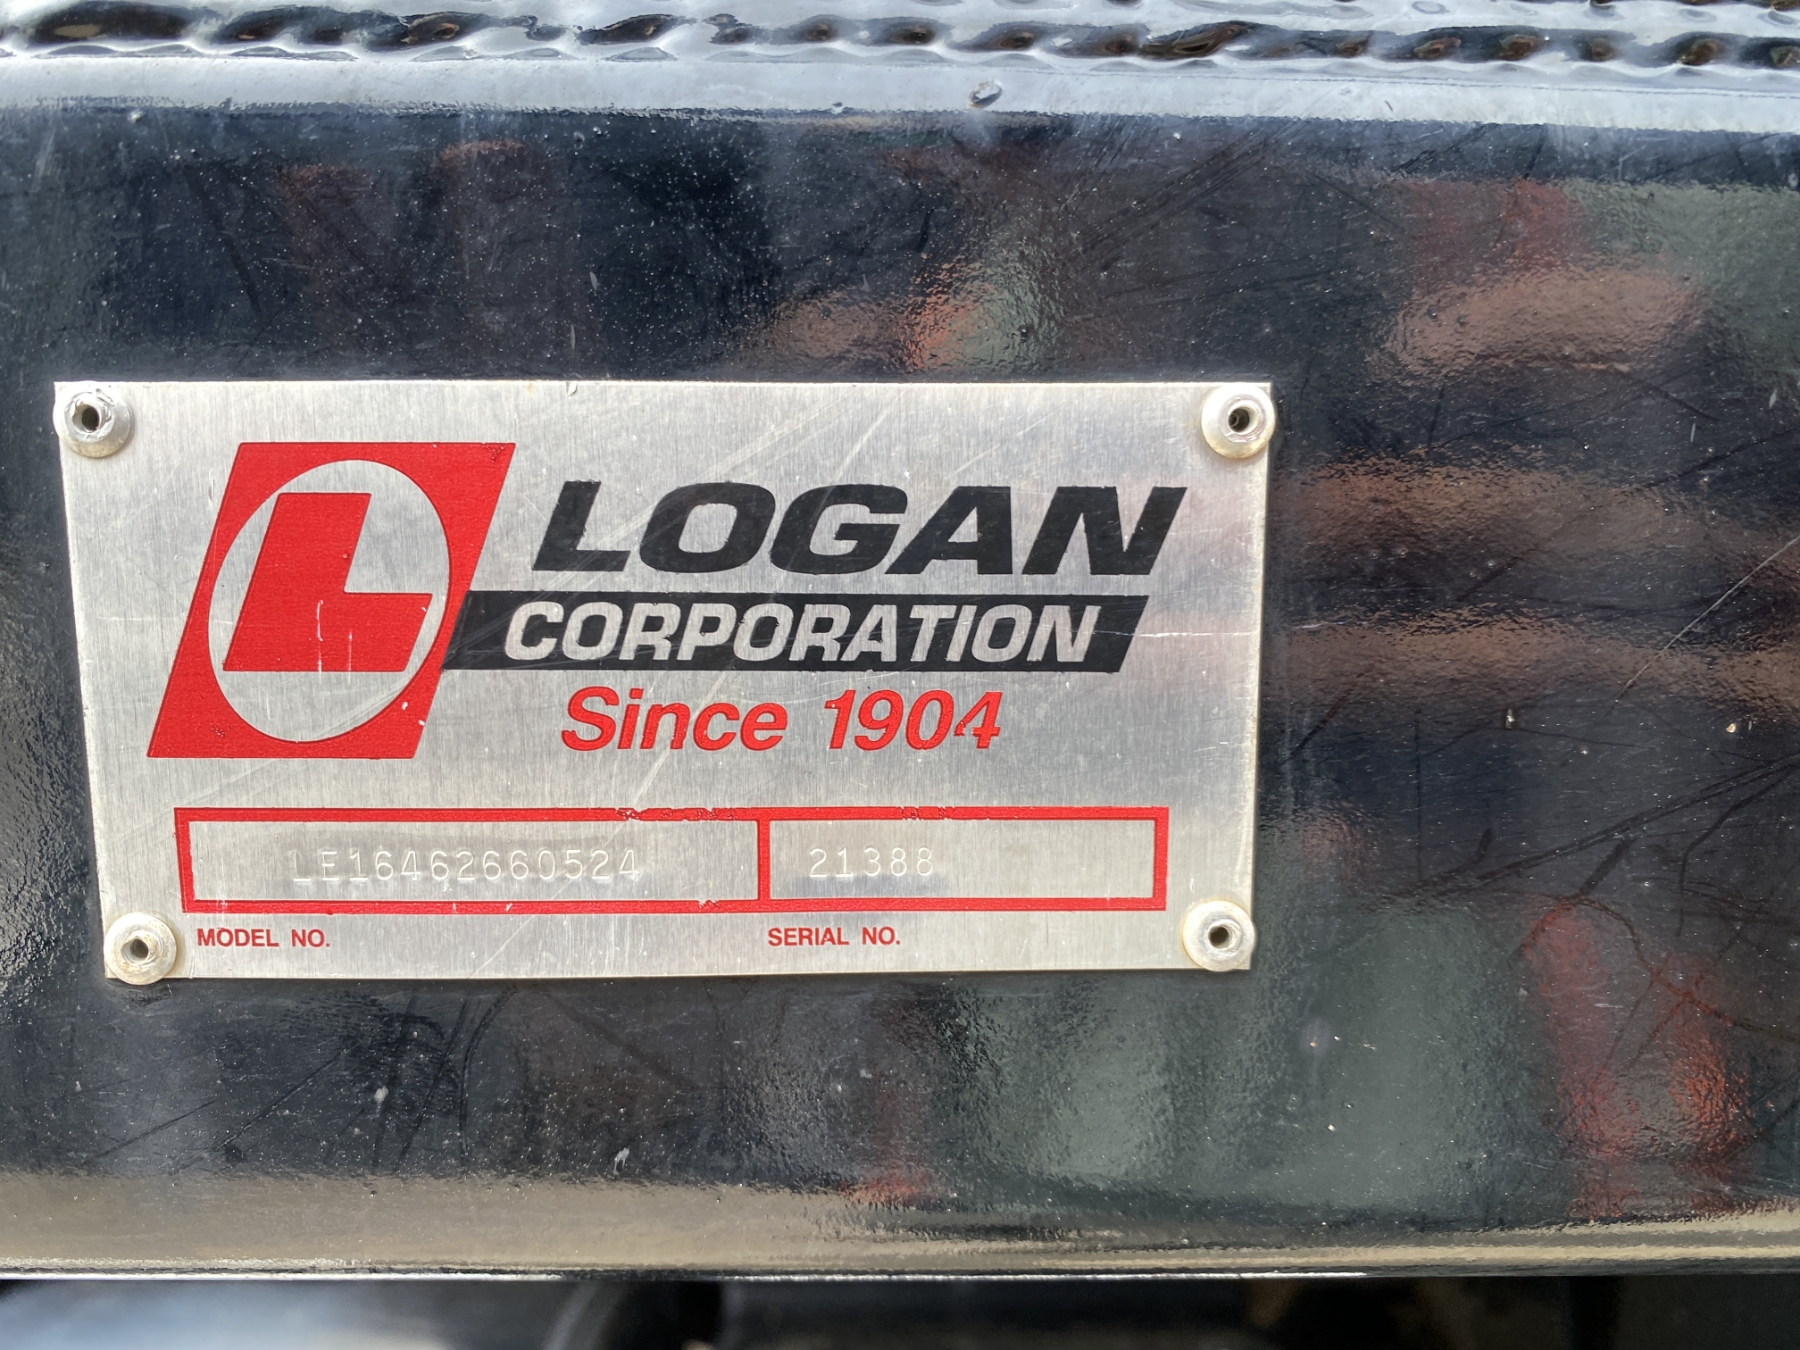 L
LOGAN
CORPORATION
Since 1904
LE16462660524
21388
MODEL NO.
SERIAL NO.